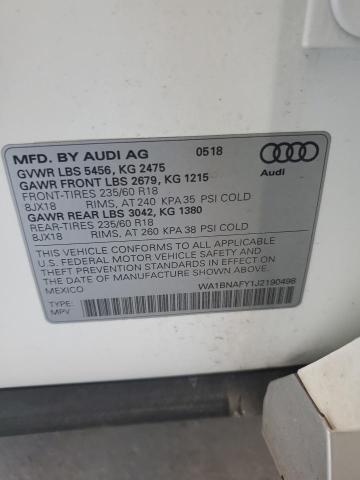 MFD. BY AUDI AG 0518
GVWR LBS 5456, KG 2475
GAWR FRONT LBS 2679, KG 1215
FRONT-TIRES 235/60 R18
8JX18 RIMS, AT 240 KPA 35 PSI COLD
GAWR REAR LBS 3042, KG 1380
REAR-TIRES 235/60 R18
8JX18 RIMS, AT 260 KPA 38 PSI COLD
Audi
THIS VEHICLE CONFORMS TO ALL APPLICABLE
U.S. FEDERAL MOTOR VEHICLE SAFETY AND
THEFT PREVENTION STANDARDS IN EFFECT ON
THE DATE OF MANUFACTURE SHOWN ABOVE.
MEXICO
TYPE:
MPV
WA1BNAFY1J2190498